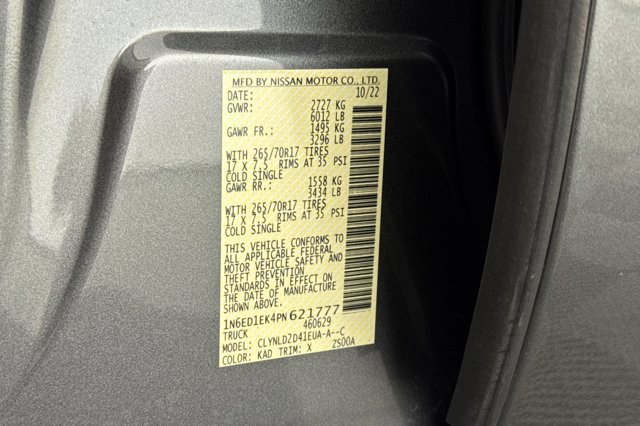 MFD BY NISSAN MOTOR CO., LTD.
DATE: 10/22
GVWR: 2727 KG
6012 LB
GAWR FR.: 1495 KG
3296 LB
WITH 265/70R17 TIRES
17 X 7.5 RIMS AT 35 PSI
COLD SINGLE
GAWR RR.: 1558 KG
3434 LB
WITH 265/70R17 TIRES
17 X 7.5 RIMS AT 35 PSI
COLD SINGLE
THIS VEHICLE CONFORMS TO
ALL APPLICABLE FEDERAL
MOTOR VEHICLE SAFETY AND
THEFT PREVENTION
STANDARDS IN EFFECT ON
THE DATE OF MANUFACTURE
SHOWN ABOVE.
1N6ED1EK4PN621777
TRUCK 460629
MODEL: CLYNLD2D41EUA-A--C
COLOR: KAD TRIM: X ZS00A